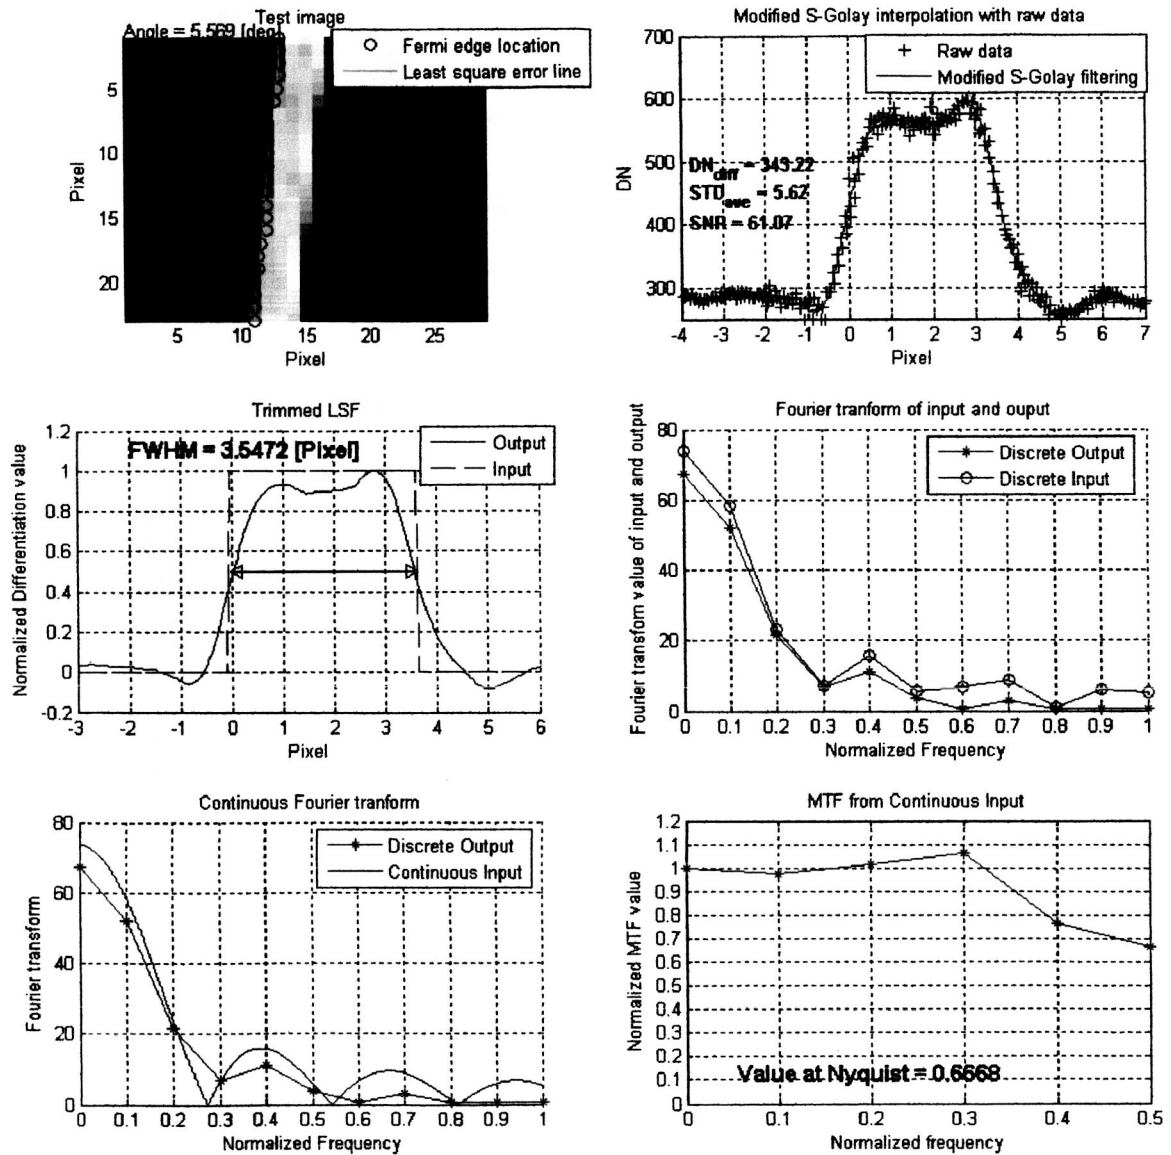 Test image
Angle = 5.569 [deg]
Fermi edge location
Least square error line
Pixel
5
10
15
20
5 10 15 20 25
Pixel
Modified S-Golay interpolation with raw data
Raw data
Modified S-Golay filtering
DN
700
600
500
400
300
DN_diff = 343.22
STD_ave = 5.62
SNR = 61.07
-4 -3 -2 -1 0 1 2 3 4 5 6 7
Pixel
Trimmed LSF
FWHM = 3.5472 [Pixel]
Output
Input
Normalized Differentiation value
1.2
1
0.8
0.6
0.4
0.2
0
-0.2
-3 -2 -1 0 1 2 3 4 5 6
Pixel
Fourier tranform of input and ouput
Discrete Output
Discrete Input
Fourier transform value of input and output
80
60
40
20
0
0 0.1 0.2 0.3 0.4 0.5 0.6 0.7 0.8 0.9 1
Normalized Frequency
Continuous Fourier tranform
Discrete Output
Continuous Input
Fourier transform
80
60
40
20
0
0 0.1 0.2 0.3 0.4 0.5 0.6 0.7 0.8 0.9 1
Normalized Frequency
MTF from Continuous Input
Normalized MTF value
1.2
1.1
1
0.9
0.8
0.7
0.6
0.5
0.4
0.3
0.2
0.1
0
Value at Nyquist = 0.6668
0 0.1 0.2 0.3 0.4 0.5
Normalized frequency